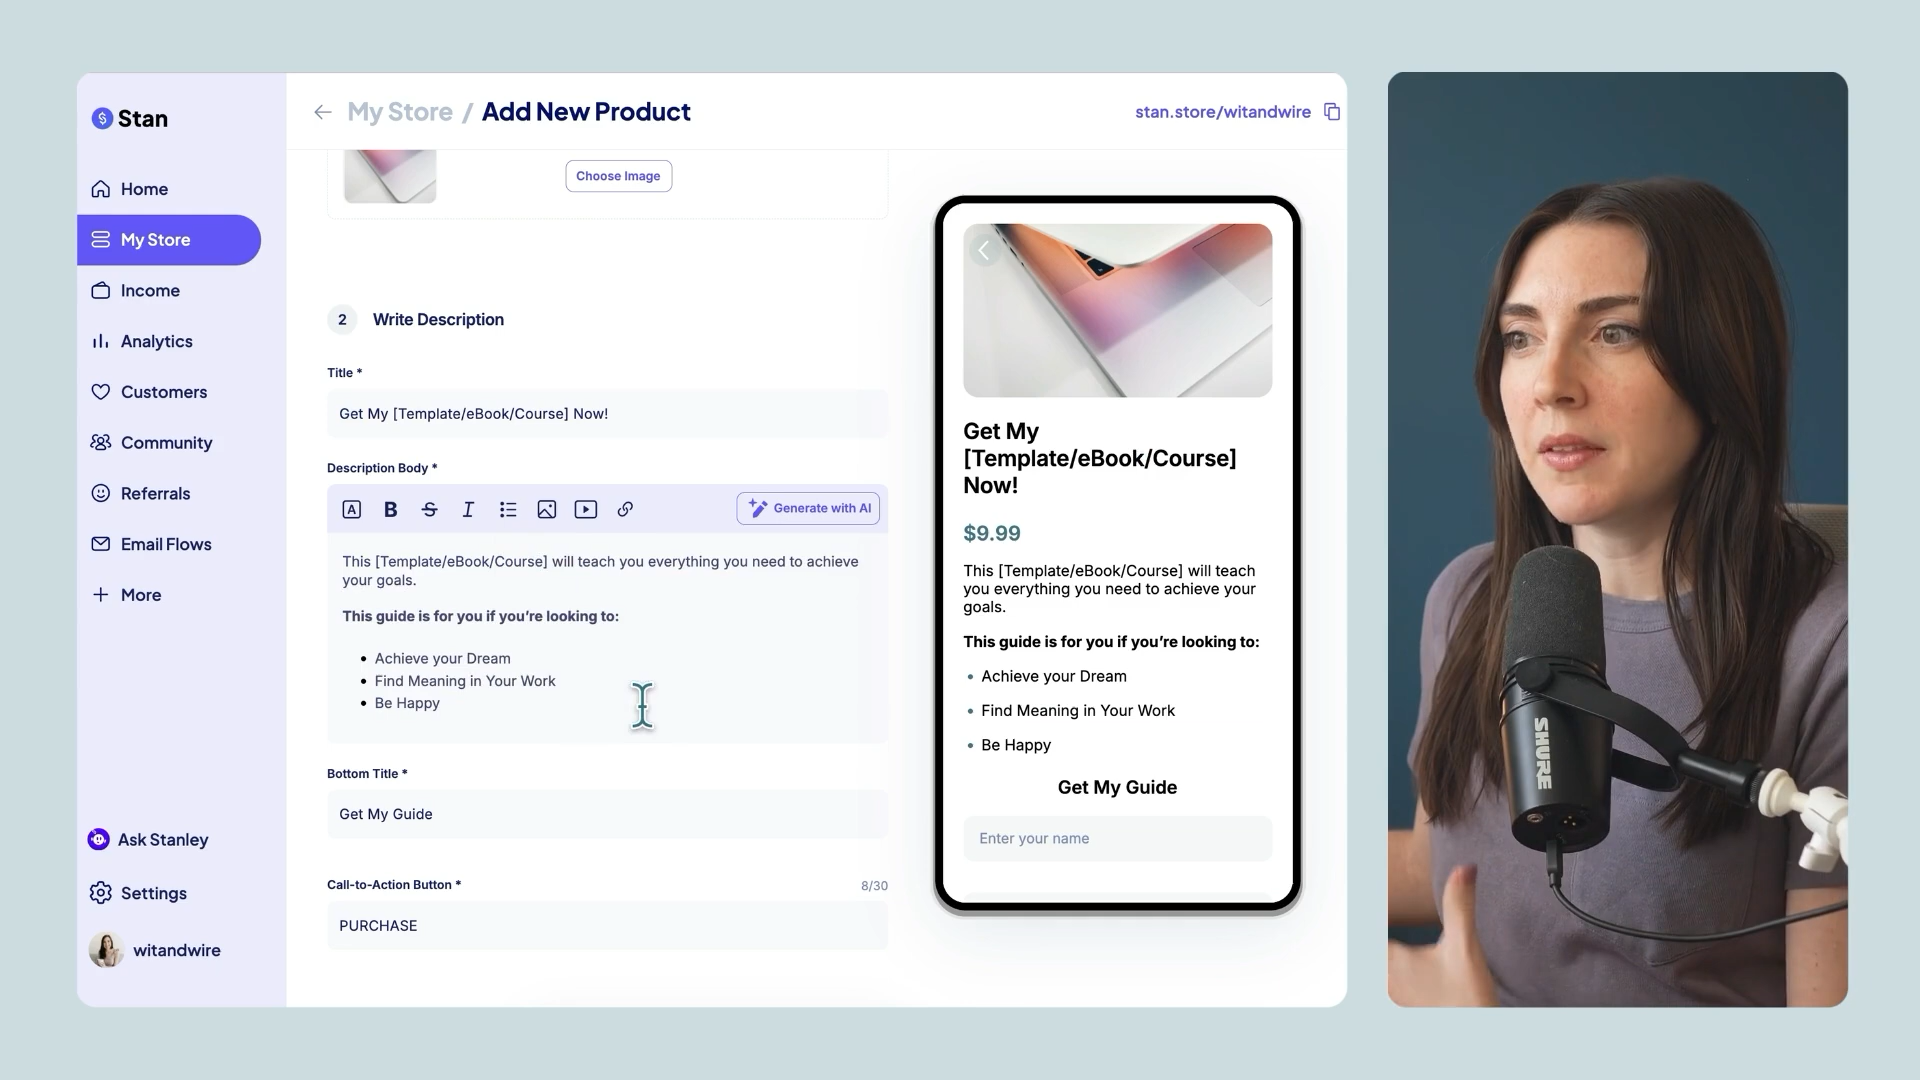 Stan
Home
My Store
Income
Analytics
Customers
Community
Referrals
Email Flows
More
Ask Stanley
Settings
witandwire
My Store / Add New Product
stan.store/witandwire
Choose Image
2 Write Description
Title *
Get My [Template/eBook/Course] Now!
Description Body *
A B S I
Generate with AI
This [Template/eBook/Course] will teach you everything you need to achieve
your goals.
This guide is for you if you’re looking to:
• Achieve your Dream
• Find Meaning in Your Work
• Be Happy
Bottom Title *
Get My Guide
Call-to-Action Button *
8/30
PURCHASE
Get My
[Template/eBook/Course]
Now!
$9.99
This [Template/eBook/Course] will teach
you everything you need to achieve your
goals.
This guide is for you if you’re looking to:
• Achieve your Dream
• Find Meaning in Your Work
• Be Happy
Get My Guide
Enter your name
SHURE